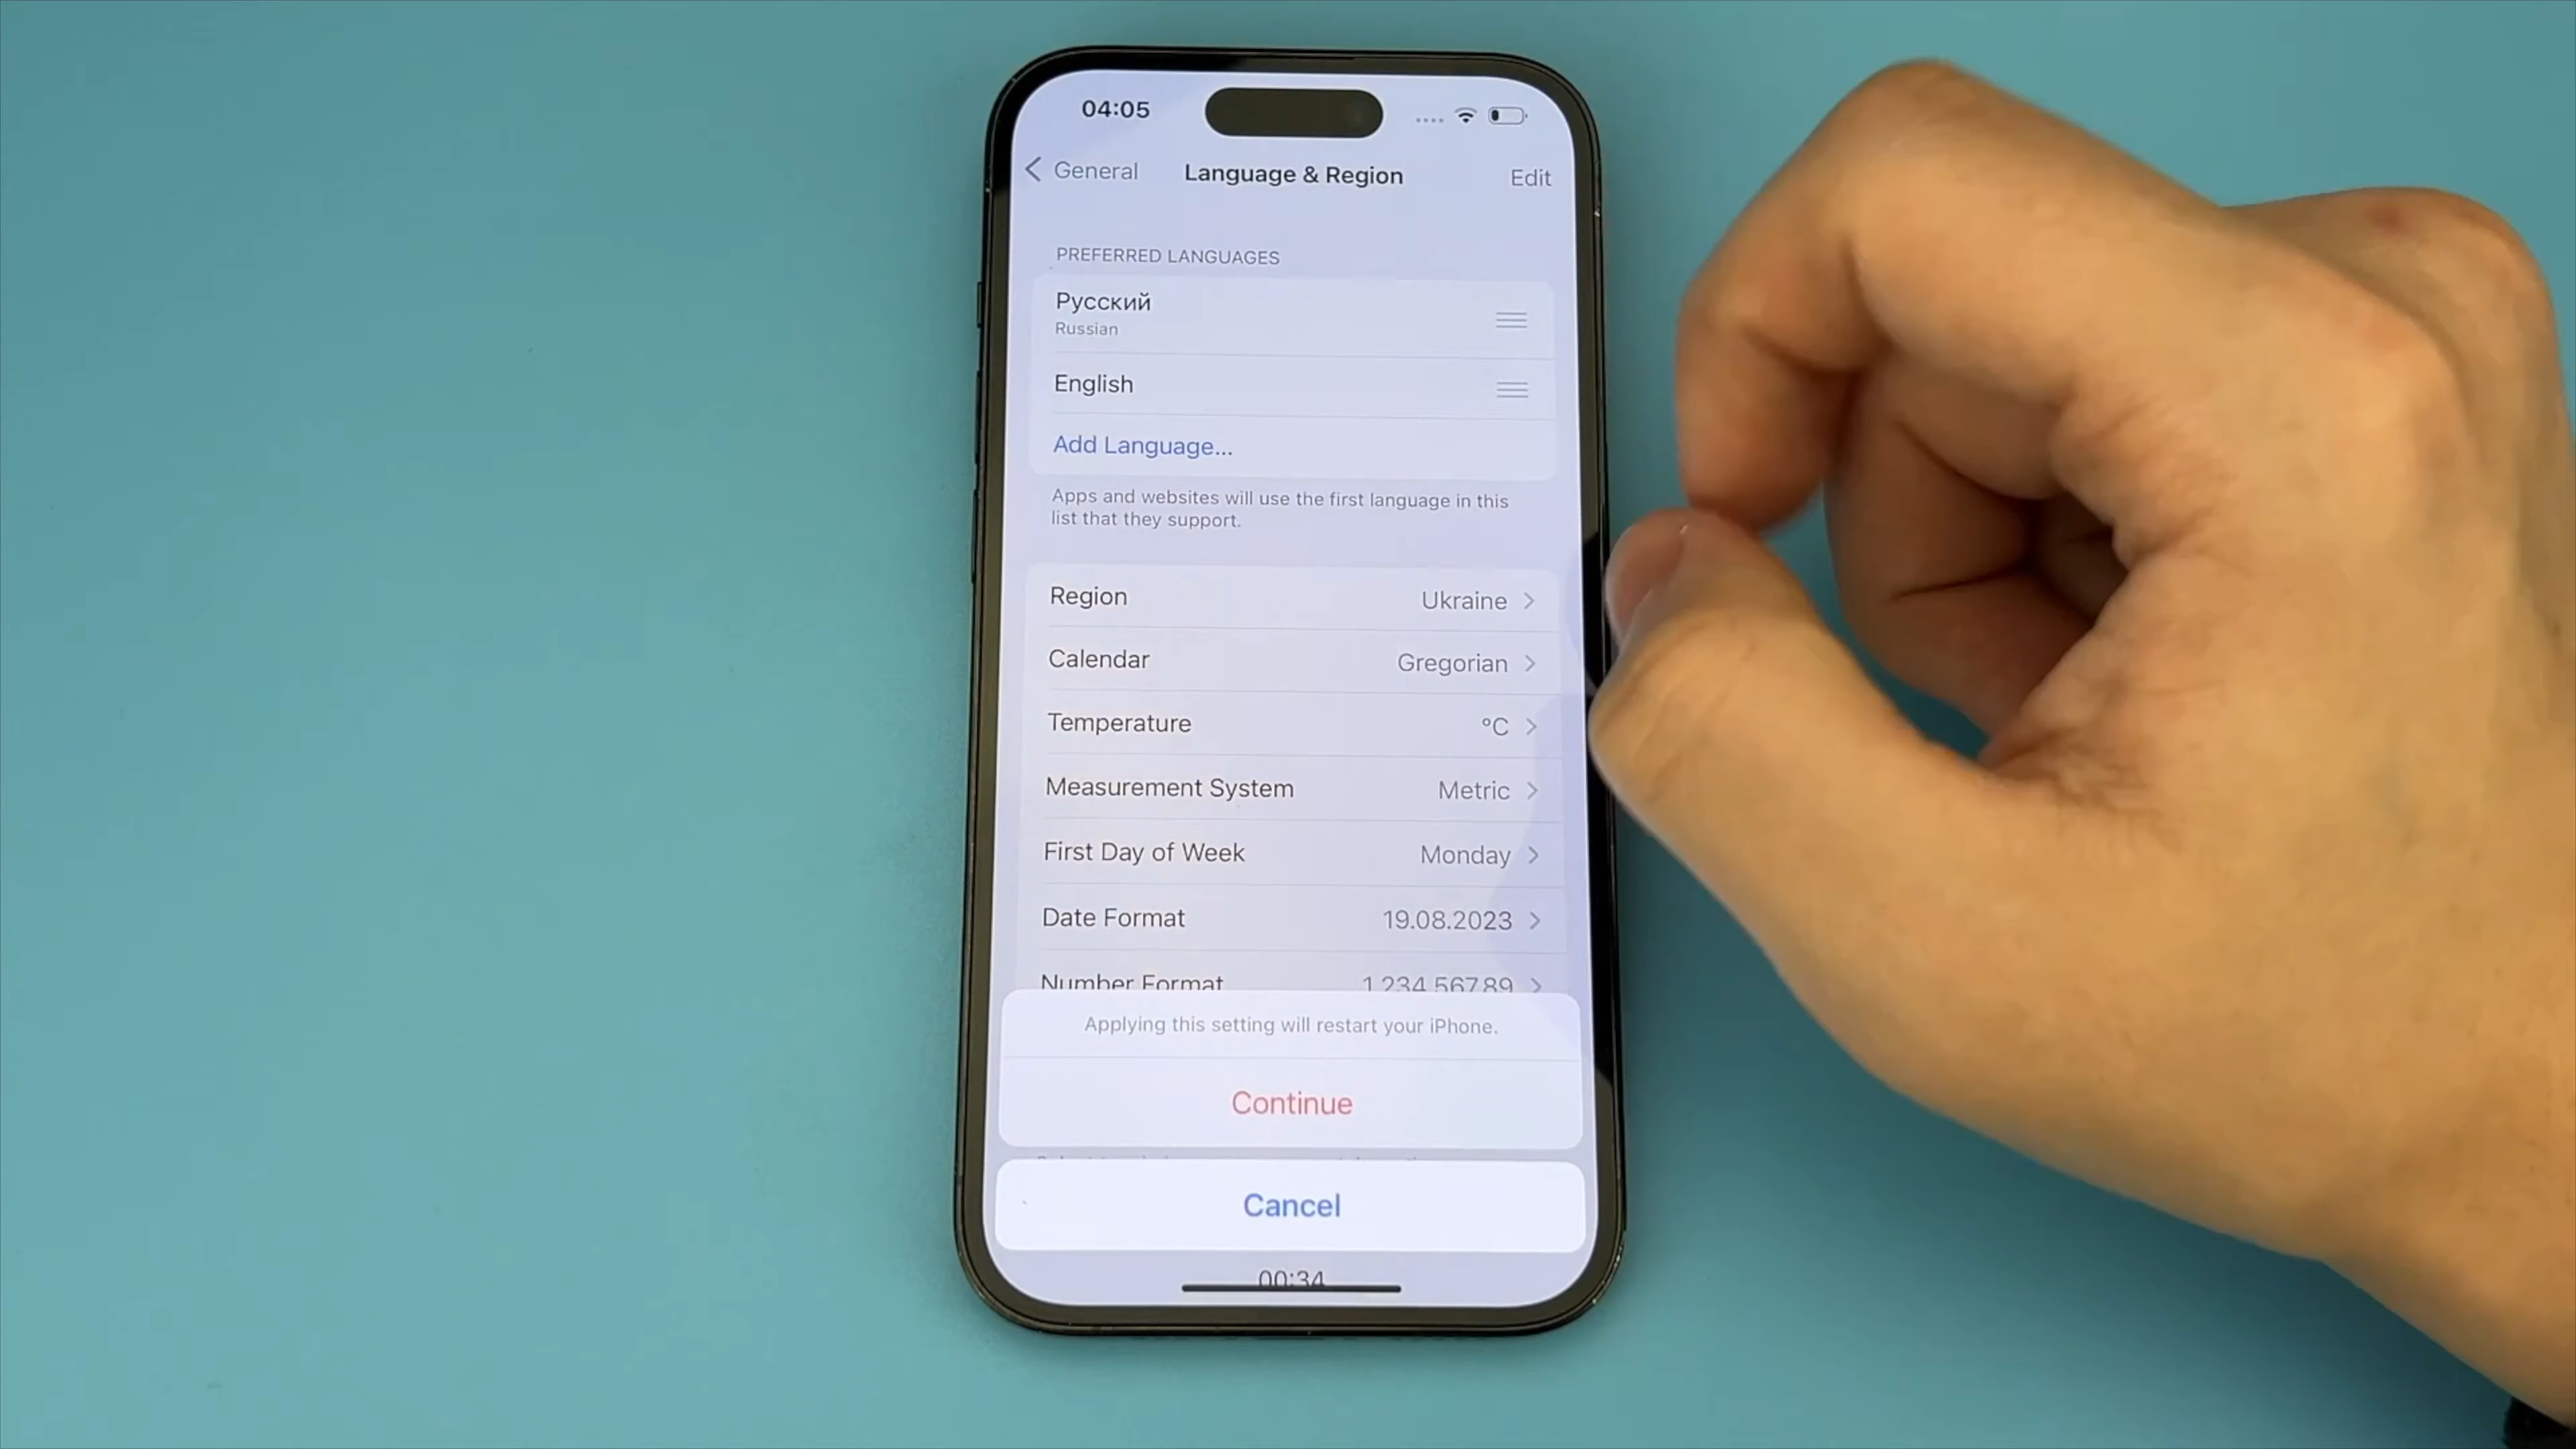 04:05
General Language & Region Edit
PREFERRED LANGUAGES
Русский
Russian
English
Add Language...
Apps and websites will use the first language in this
list that they support.
Region Ukraine
Calendar Gregorian
Temperature °C
Measurement System Metric
First Day of Week Monday
Date Format 19.08.2023
Number Format 1 234 567,89
Applying this setting will restart your iPhone.
Continue
Cancel
00:34